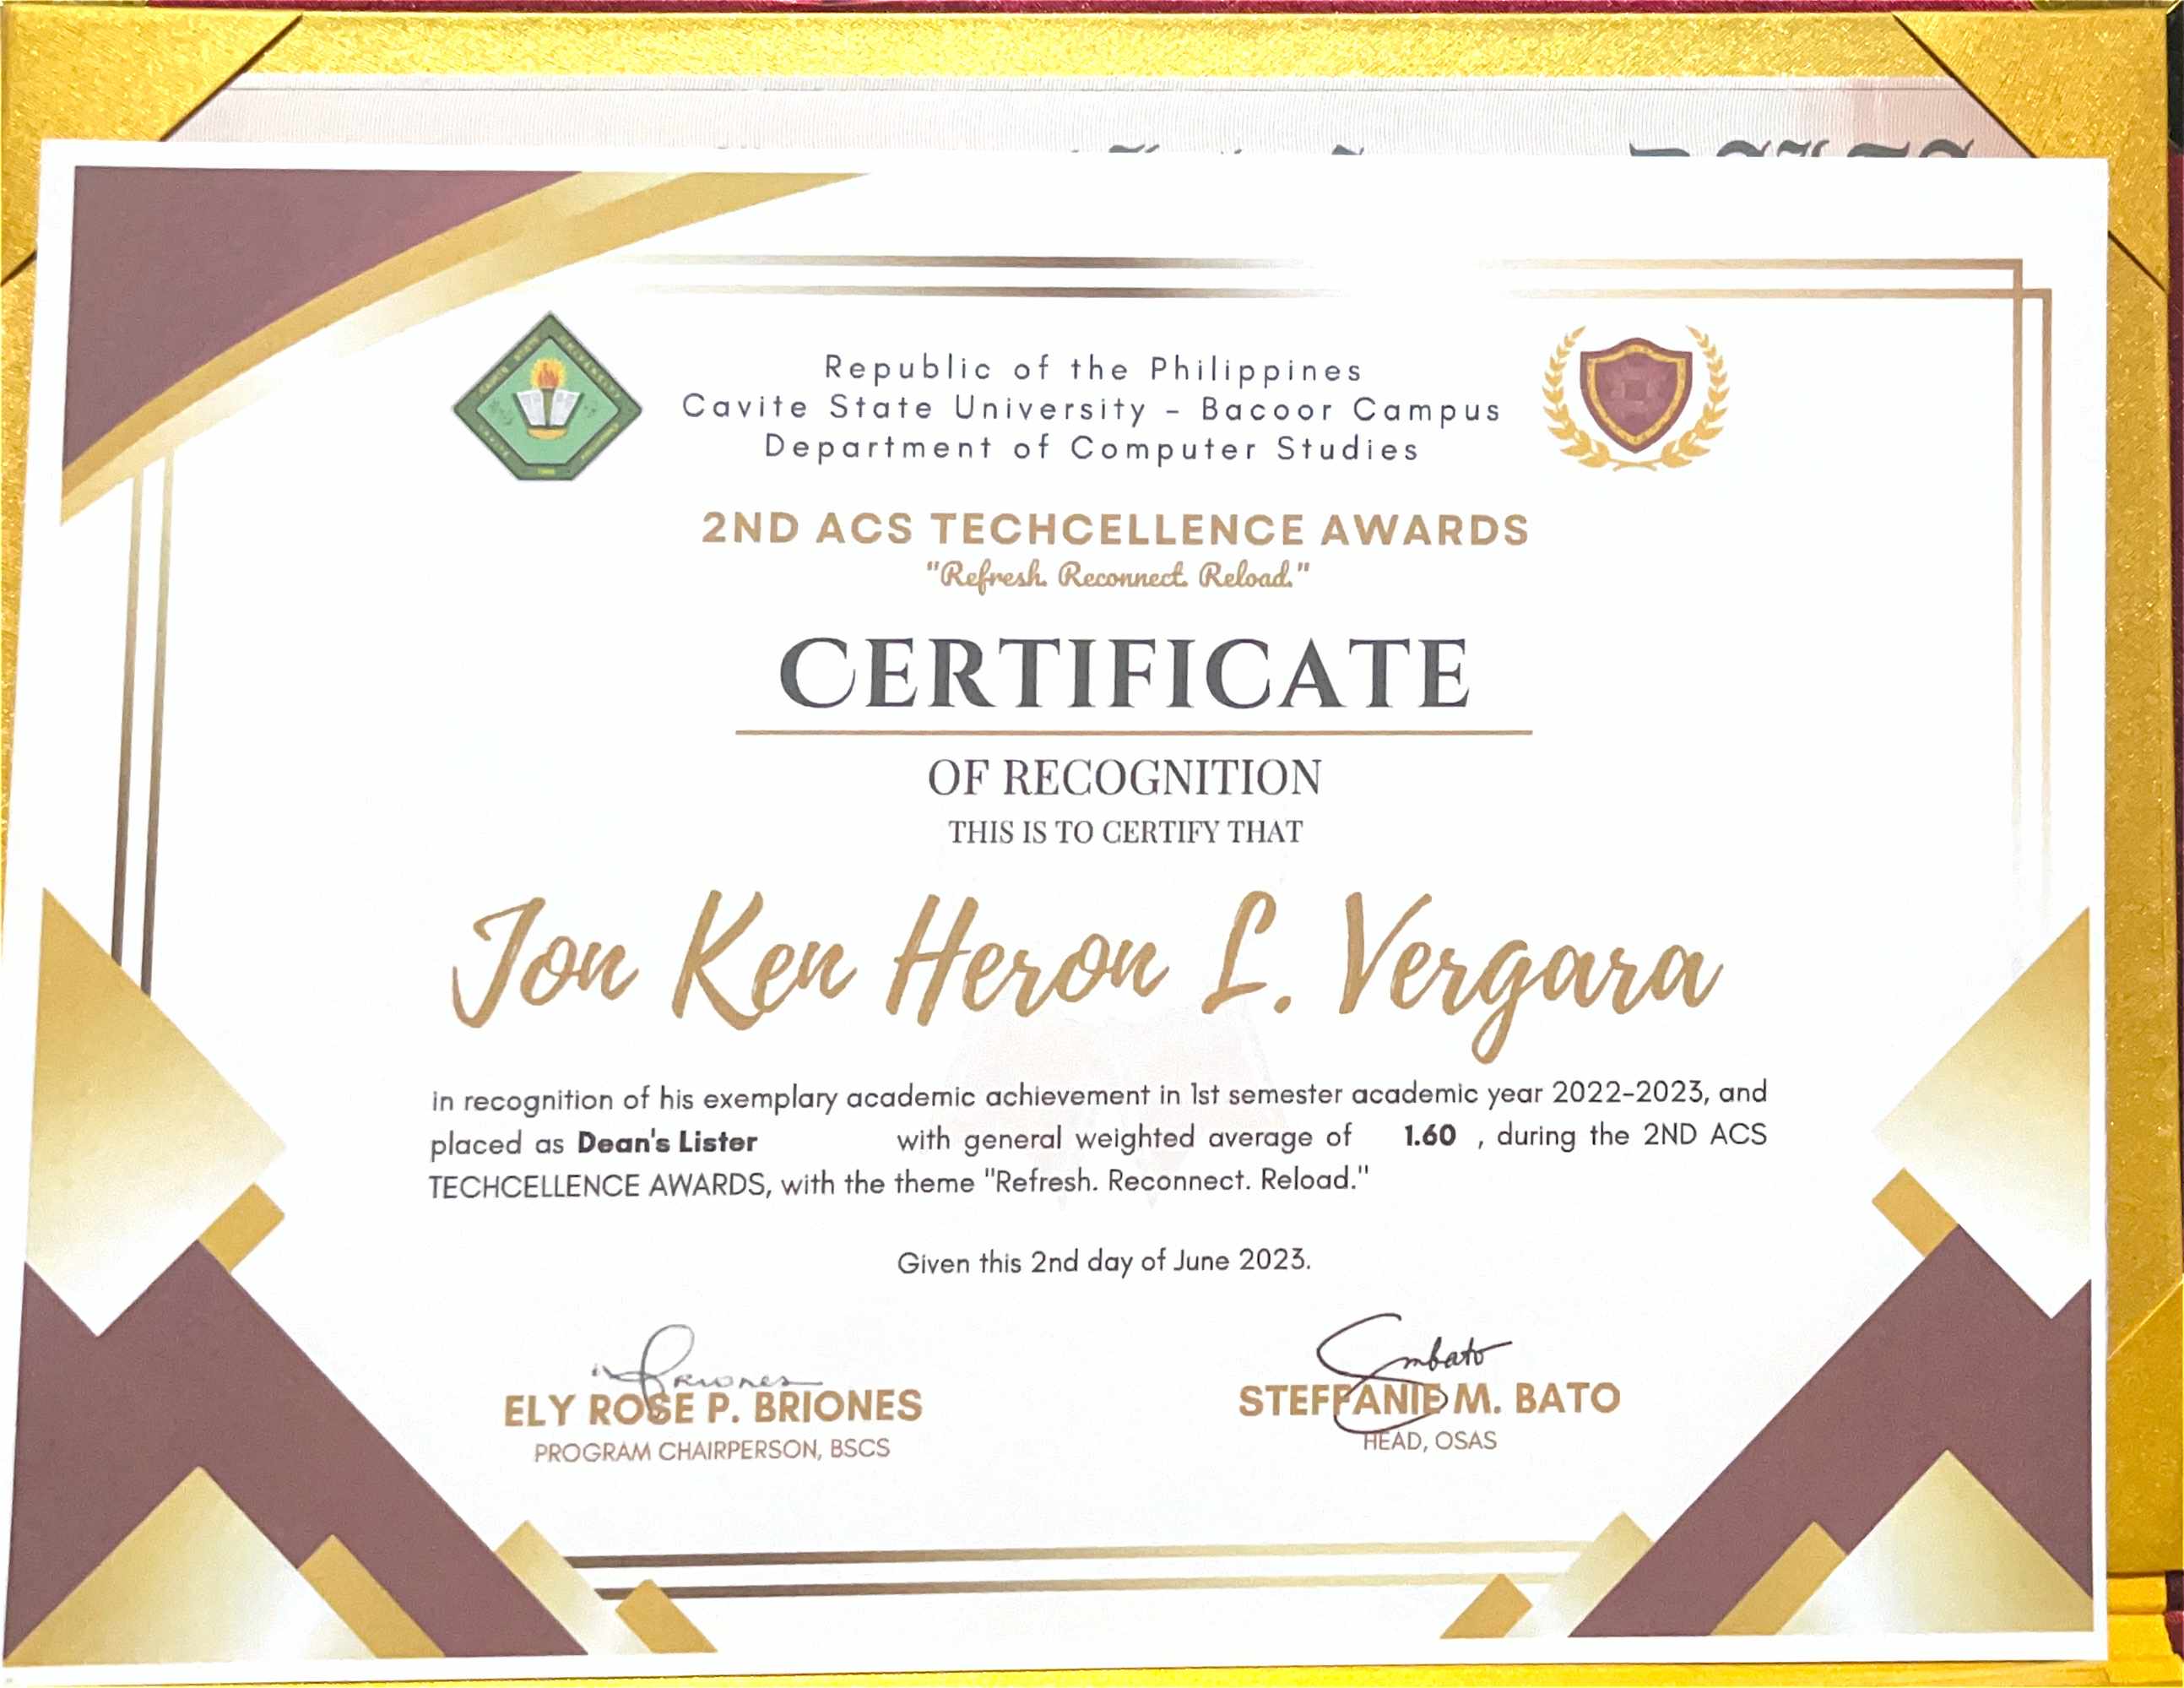 Republic of the Philippines
Cavite State University - Bacoor Campus
Department of Computer Studies
2ND ACS TECHCELLENCE AWARDS
"Refresh. Reconnect. Reload."
CERTIFICATE
OF RECOGNITION
THIS IS TO CERTIFY THAT
Jon Ken Heron L. Vergara
in recognition of his exemplary academic achievement in 1st semester academic year 2022-2023, and
placed as Dean's Lister with general weighted average of 1.60 , during the 2ND ACS
TECHCELLENCE AWARDS, with the theme "Refresh. Reconnect. Reload."
Given this 2nd day of June 2023.
Briones
Smbato
ELY ROSE P. BRIONES
STEFFANIE M. BATO
PROGRAM CHAIRPERSON, BSCS
HEAD, OSAS